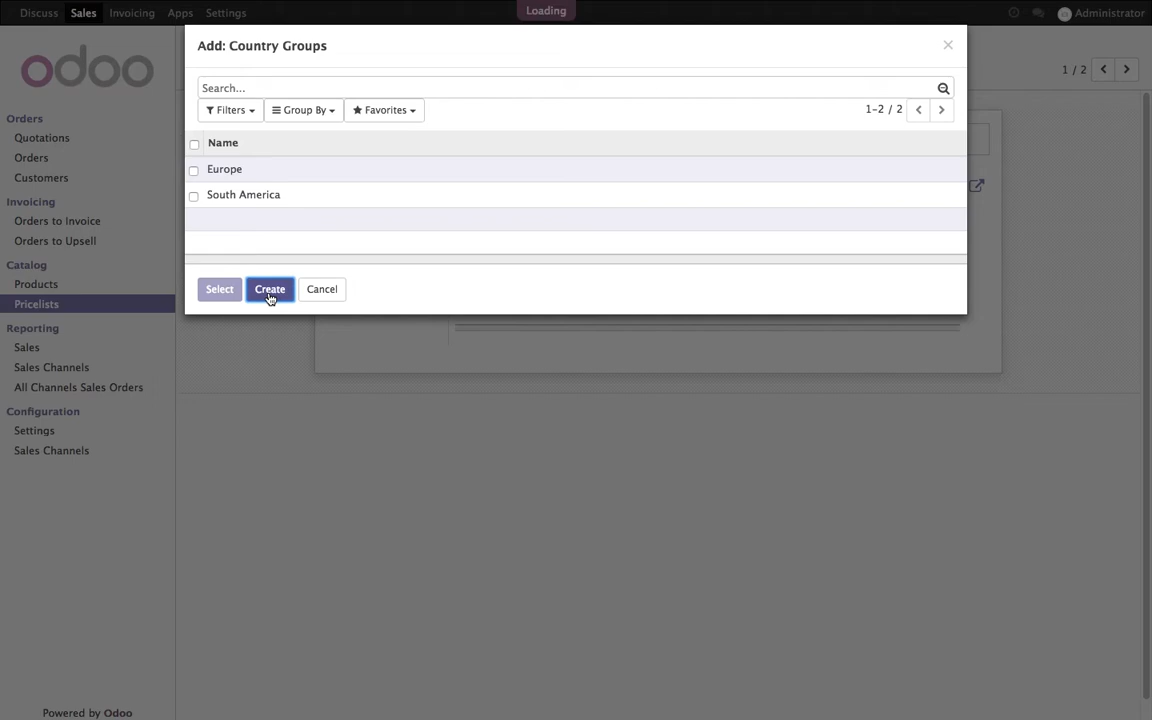 Discuss Sales Invoicing Apps Settings Loading Administrator
Add: Country Groups ×
odoo
Search...
Filters Group By Favorites 1-2 / 2
1 / 2
Name
Europe
South America
Select Create Cancel
Orders
Quotations
Orders
Customers
Invoicing
Orders to Invoice
Orders to Upsell
Catalog
Products
Pricelists
Reporting
Sales
Sales Channels
All Channels Sales Orders
Configuration
Settings
Sales Channels
Powered by Odoo